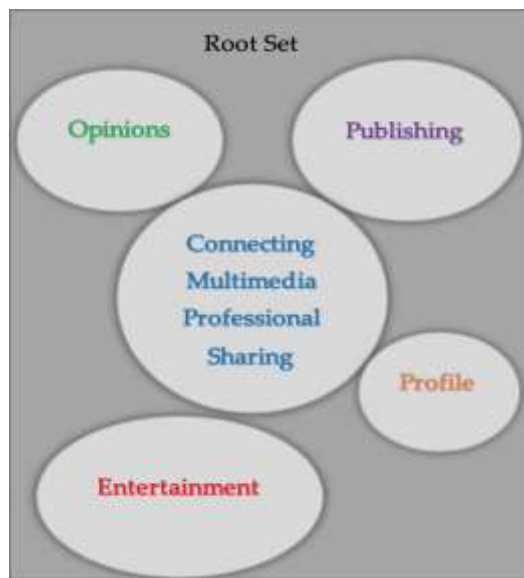 Root Set
Opinions
Publishing
Connecting
Multimedia
Professional
Sharing
Profile
Entertainment